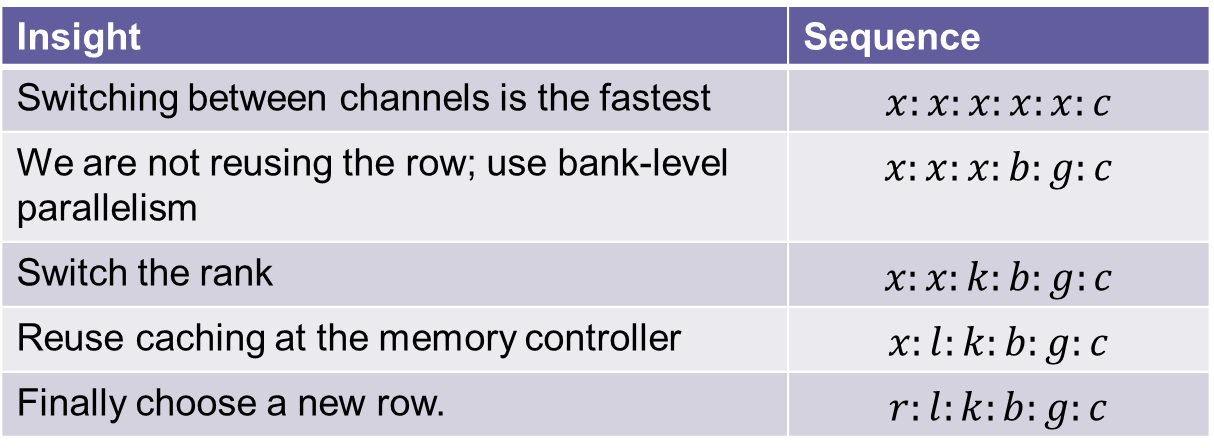 Insight Sequence
Switching between channels is the fastest x: x: x: x: x: c
We are not reusing the row; use bank-level x: x: x: b: g: c
parallelism
Switch the rank x: x: k: b: g: c
Reuse caching at the memory controller x: l: k: b: g: c
Finally choose a new row. r: l: k: b: g: c